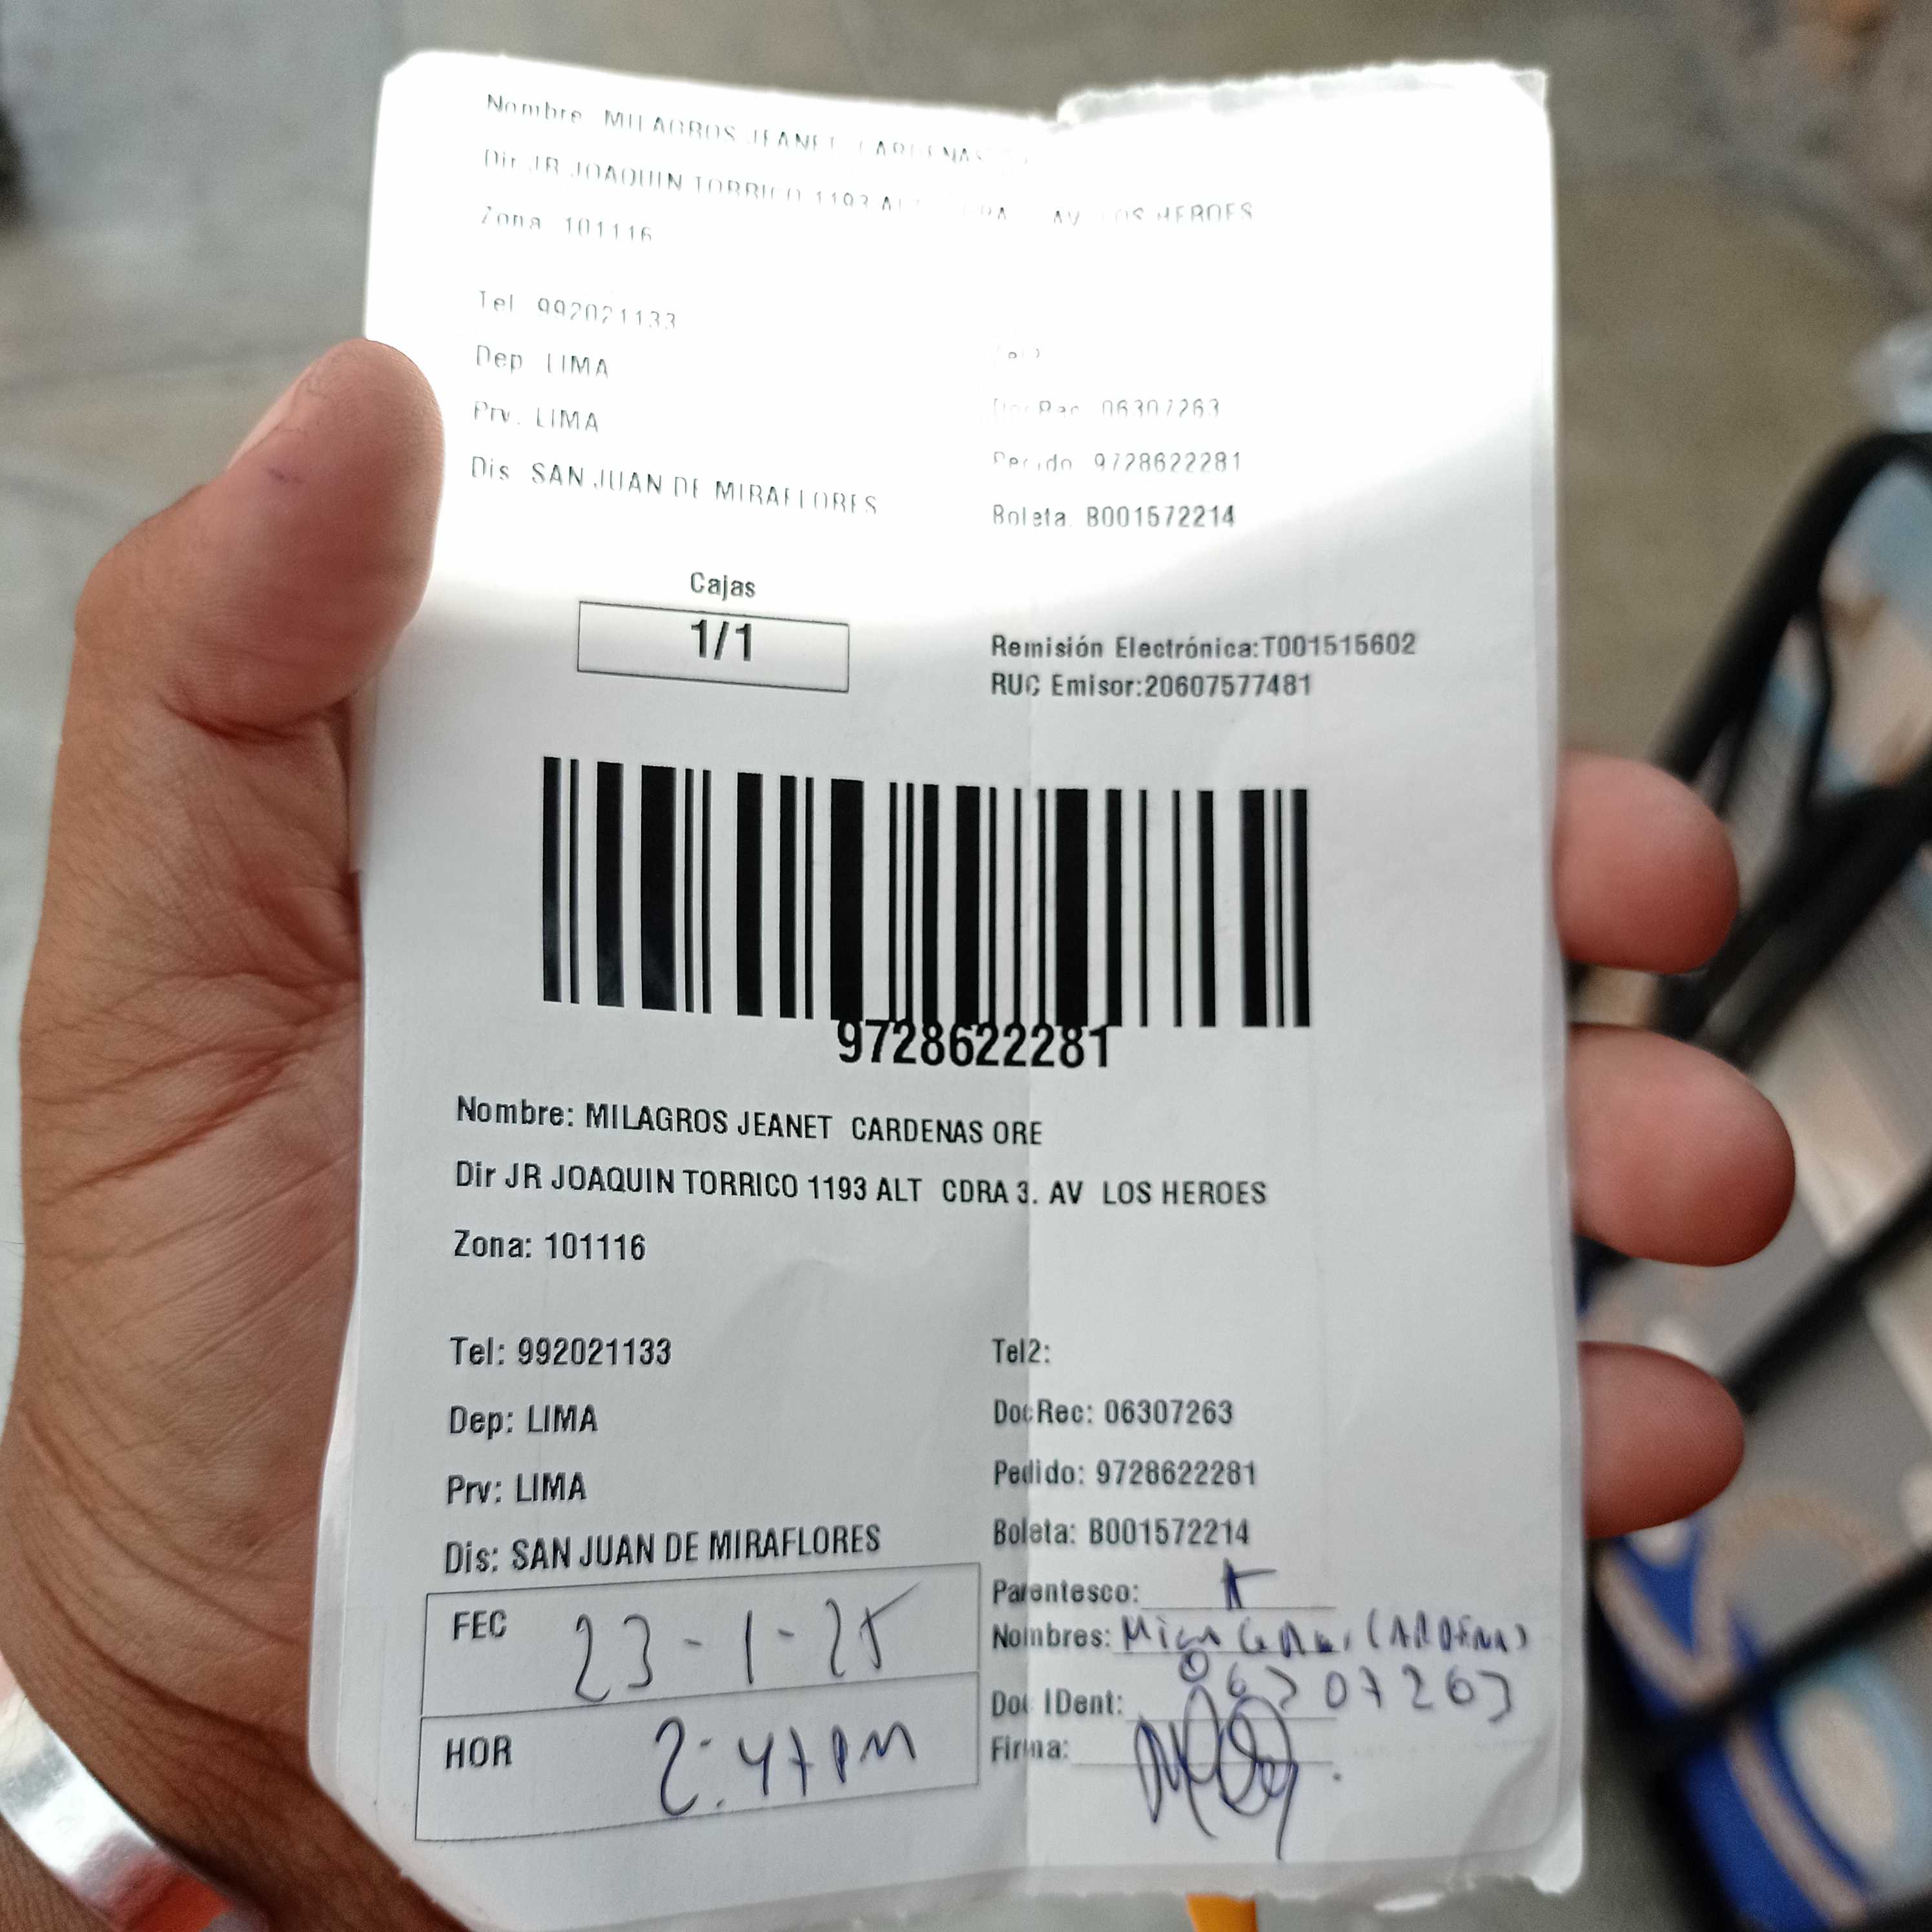 Nombre MILAGROS JEANET CARDENAS
Dir JR JOAQUIN TORRICO 1193 ALT AV LOS HEROES
Zona 101116
Tel 992021133
Dep LIMA
DocRec 06307263
Prv. LIMA
Pedido 9728622281
Dis SAN JUAN DE MIRAFLORES
Boleta. B001572214
Cajas
1/1
Remisión Electrónica:T001515602
RUC Emisor:20607577481
9728622281
Nombre: MILAGROS JEANET CARDENAS ORE
Dir JR JOAQUIN TORRICO 1193 ALT CDRA 3. AV LOS HEROES
Zona: 101116
Tel: 992021133
Tel2:
Dep: LIMA
DocRec: 06307263
Prv: LIMA
Pedido: 9728622281
Dis: SAN JUAN DE MIRAFLORES
Boleta: B001572214
Parentesco:
FEC 23-1-25
Nombres:
Doc IDent: 06307263
HOR 2:47PM
Firma: